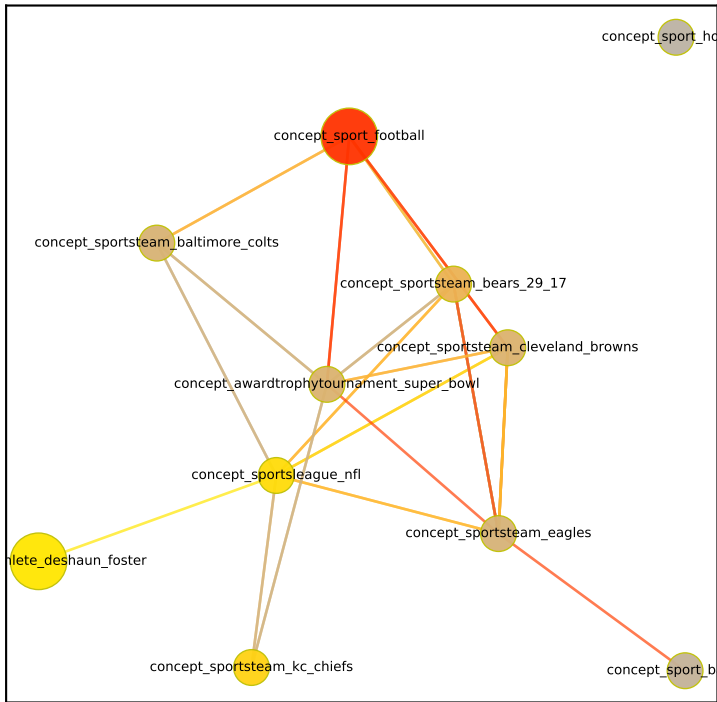 concept_sport_ho
concept_sport_football
concept_sportsteam_baltimore_colts
concept_sportsteam_bears_29_17
concept_sportsteam_cleveland_browns
concept_awardtrophytournament_super_bowl
concept_sportsleague_nfl
concept_sportsteam_eagles
hlete_deshaun_foster
concept_sportsteam_kc_chiefs
concept_sport_b